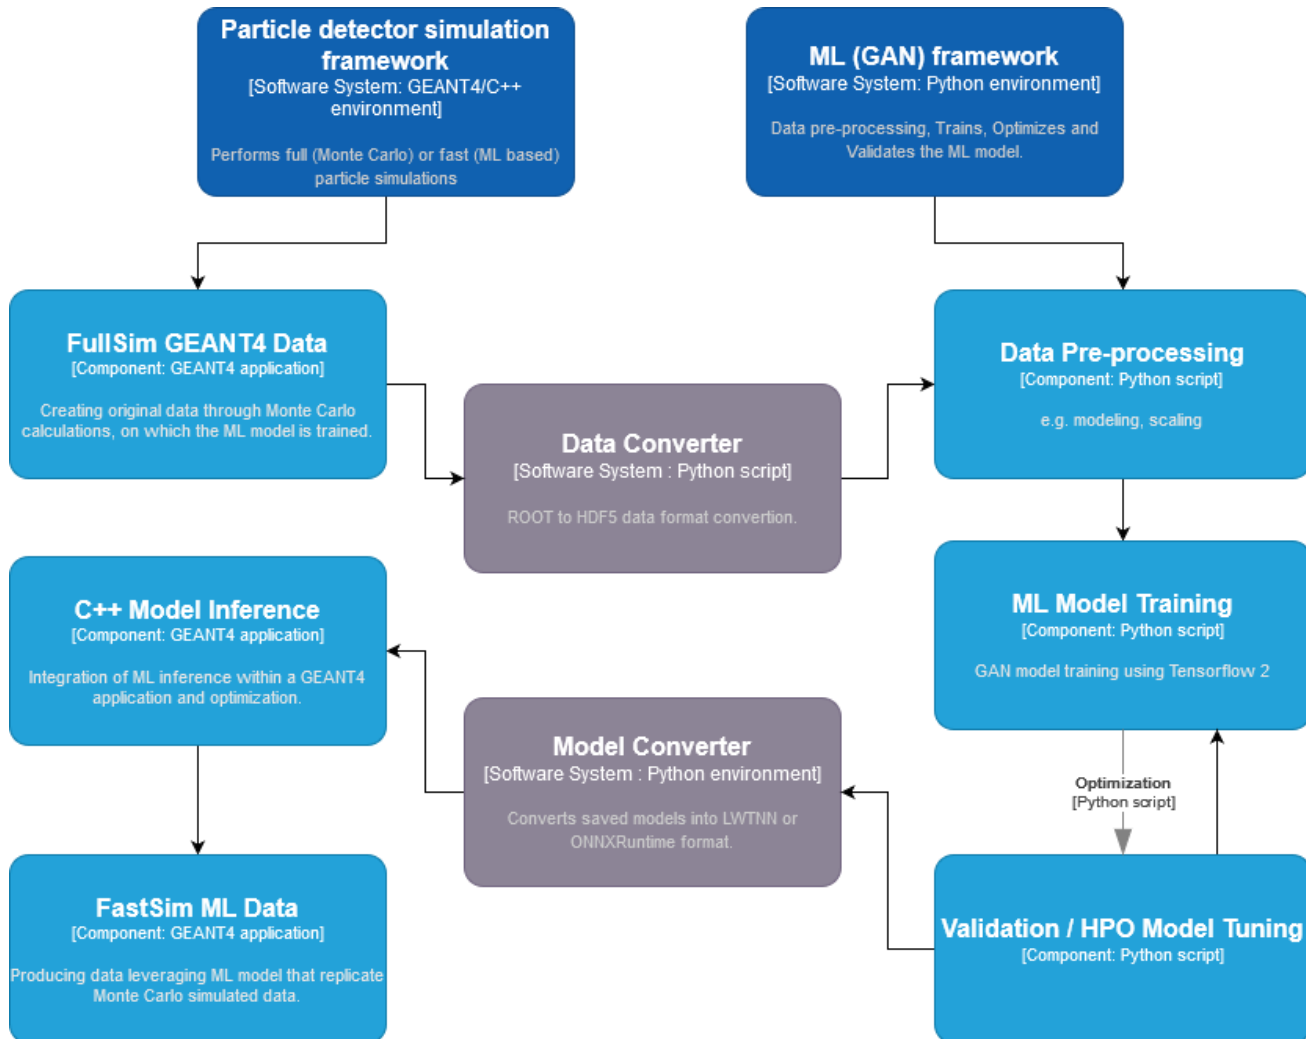 Particle detector simulation
framework
[Software System: GEANT4/C++
environment]
Performs full (Monte Carlo) or fast (ML based)
particle simulations
ML (GAN) framework
[Software System: Python environment]
Data pre-processing, Trains, Optimizes and
Validates the ML model.
FullSim GEANT4 Data
[Component: GEANT4 application]
Creating original data through Monte Carlo
calculations, on which the ML model is trained.
Data Pre-processing
[Component: Python script]
e.g. modeling, scaling
Data Converter
[Software System : Python script]
ROOT to HDF5 data format convertion.
C++ Model Inference
[Component: GEANT4 application]
Integration of ML inference within a GEANT4
application and optimization.
ML Model Training
[Component: Python script]
GAN model training using Tensorflow 2
Model Converter
[Software System : Python environment]
Converts saved models into LWTNN or
ONNXRuntime format.
Optimization
[Python script]
FastSim ML Data
[Component: GEANT4 application]
Producing data leveraging ML model that replicate
Monte Carlo simulated data.
Validation / HPO Model Tuning
[Component: Python script]